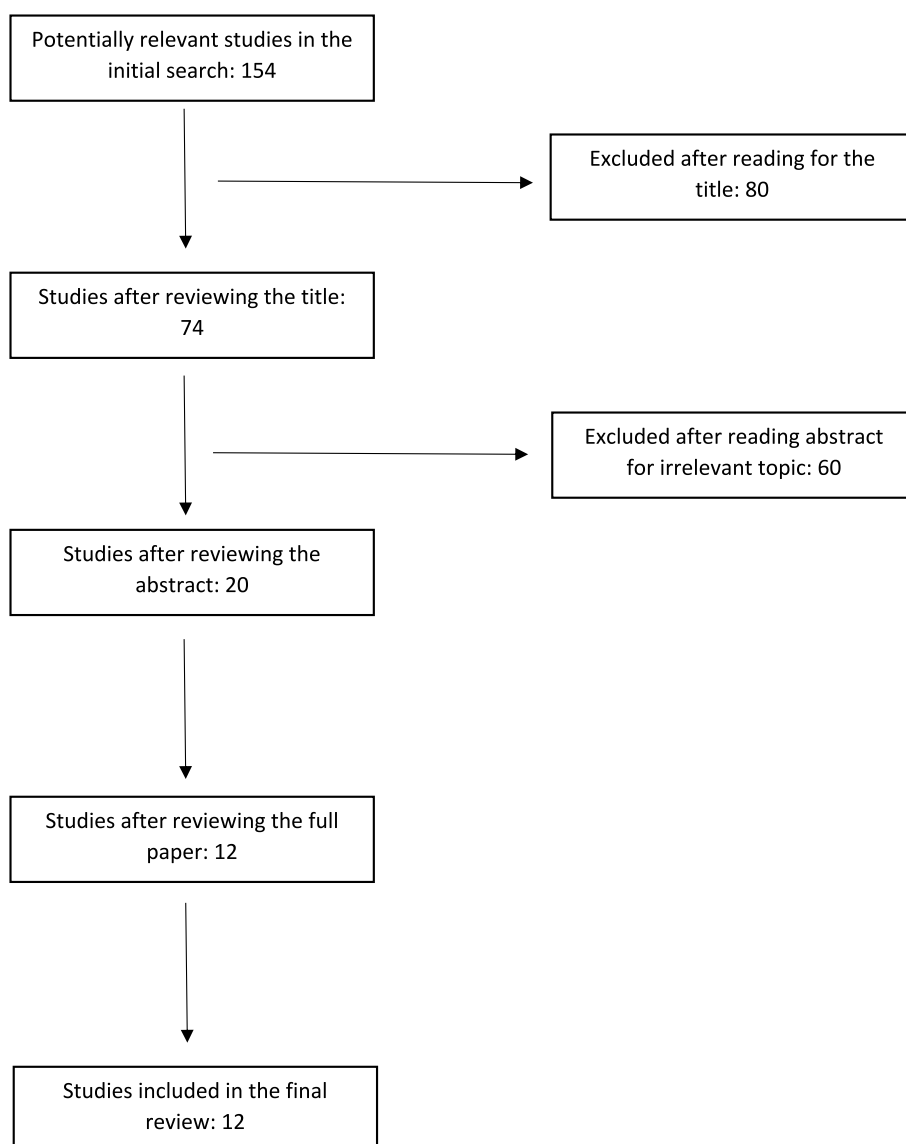 Potentially relevant studies in the
initial search: 154
Excluded after reading for the
title: 80
Studies after reviewing the title:
74
Excluded after reading abstract
for irrelevant topic: 60
Studies after reviewing the
abstract: 20
Studies after reviewing the full
paper: 12
Studies included in the final
review: 12